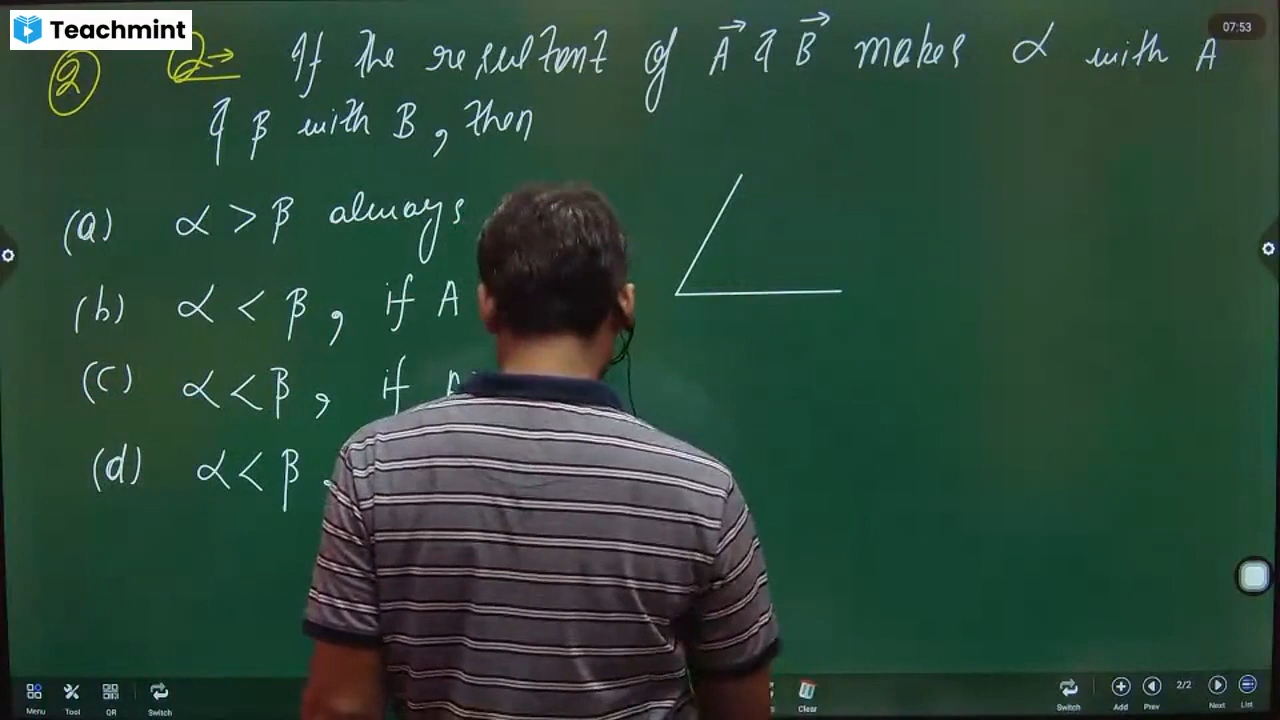 Teachmint
07:53
② Q→ If the resultant of A⃗ & B⃗ makes α with A
& β with B, then
(a) α > β always
(b) α < β, if A
(c) α < β, if
(d) α < β
Menu Tool QR Switch Clear Switch Add Prev 2/2 Next List